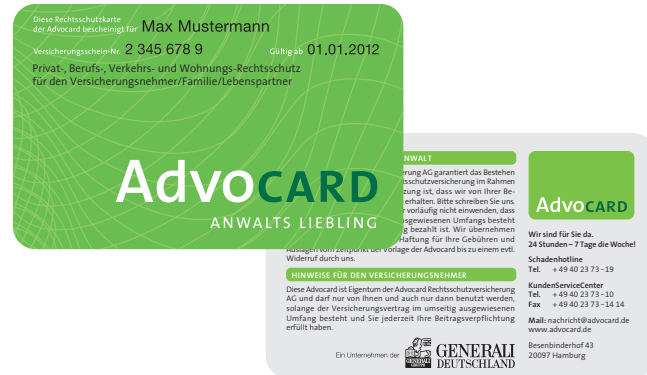 Diese Rechtsschutzkarte
der Advocard bescheinigt für Max Mustermann
Versicherungsschein-Nr. 2 345 678 9 Gültig ab 01.01.2012
Privat-, Berufs-, Verkehrs- und Wohnungs-Rechtsschutz
für den Versicherungsnehmer/Familie/Lebenspartner
AdvoCARD
ANWALTS LIEBLING
ANWALT
erung AG garantiert das Bestehen
tsschutzversicherung im Rahmen
zung ist, dass wir von Ihrer Be-
erhalten. Bitte schreiben Sie uns.
r vorläufig nicht einwenden, dass
usgewiesenen Umfangs besteht
g bezahlt ist. Wir übernehmen
Haftung für Ihre Gebühren und
Auslagen vom Zeitpunkt der Vorlage der Advocard bis zu einem evtl.
Widerruf durch uns.
HINWEISE FÜR DEN VERSICHERUNGSNEHMER
Diese Advocard ist Eigentum der Advocard Rechtsschutzversicherung
AG und darf nur von Ihnen und auch nur dann benutzt werden,
solange der Versicherungsvertrag im umseitig ausgewiesenen
Umfang besteht und Sie jederzeit Ihre Beitragsverpflichtung
erfüllt haben.
Ein Unternehmen der GENERALI GRUPPE GENERALI
DEUTSCHLAND
AdvoCARD
Wir sind für Sie da.
24 Stunden – 7 Tage die Woche!
Schadenhotline
Tel. + 49 40 23 73 – 19
KundenServiceCenter
Tel. + 49 40 23 73 – 10
Fax + 49 40 23 73 – 14 14
Mail: nachricht@advocard.de
www.advocard.de
Besenbinderhof 43
20097 Hamburg